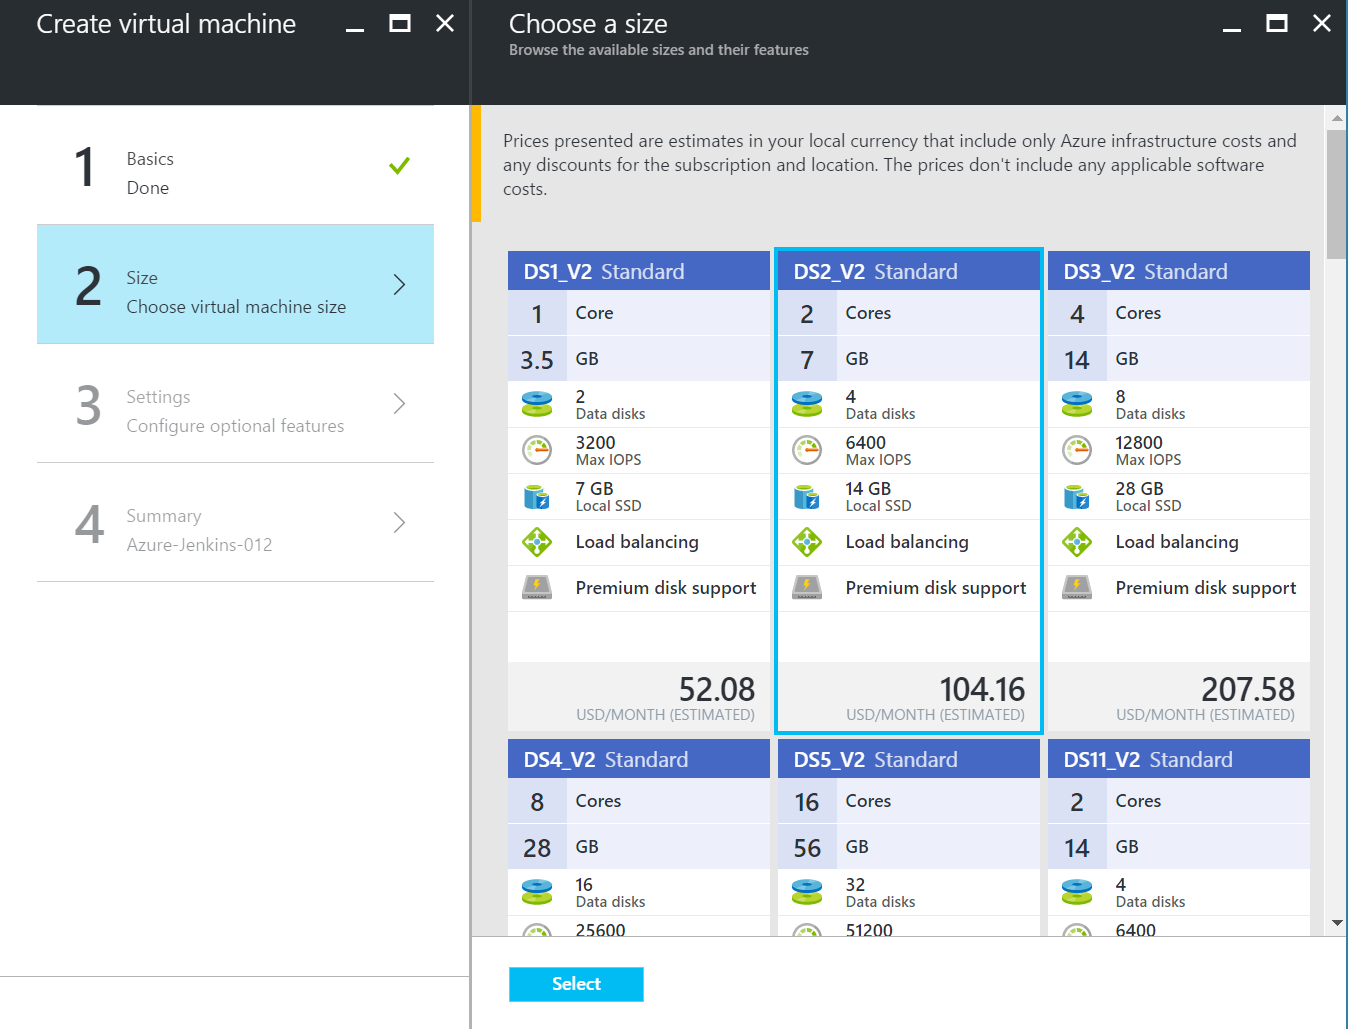 Create virtual machine
1
Basics
Done
2
Size
Choose virtual machine size
3
Settings
Configure optional features
4
Summary
Azure-Jenkins-012
Choose a size
Browse the available sizes and their features
Prices presented are estimates in your local currency that include only Azure infrastructure costs and
any discounts for the subscription and location. The prices don't include any applicable software
costs.
DS1_V2 Standard
1 Core
3.5 GB
2
Data disks
3200
Max IOPS
7 GB
Local SSD
Load balancing
Premium disk support
52.08
USD/MONTH (ESTIMATED)
DS2_V2 Standard
2 Cores
7 GB
4
Data disks
6400
Max IOPS
14 GB
Local SSD
Load balancing
Premium disk support
104.16
USD/MONTH (ESTIMATED)
DS3_V2 Standard
4 Cores
14 GB
8
Data disks
12800
Max IOPS
28 GB
Local SSD
Load balancing
Premium disk support
207.58
USD/MONTH (ESTIMATED)
DS4_V2 Standard
8 Cores
28 GB
16
Data disks
25600
DS5_V2 Standard
16 Cores
56 GB
32
Data disks
51200
DS11_V2 Standard
2 Cores
14 GB
4
Data disks
6400
Select